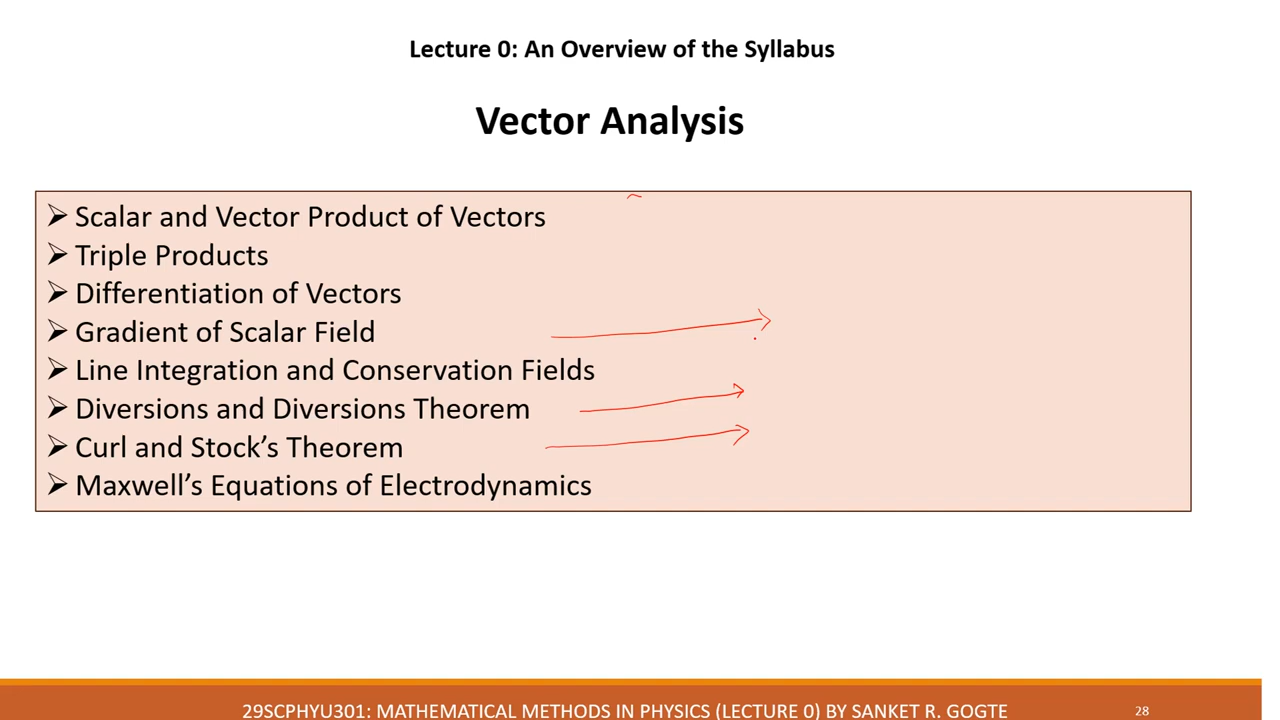 Lecture 0: An Overview of the Syllabus
Vector Analysis
➢ Scalar and Vector Product of Vectors
➢ Triple Products
➢ Differentiation of Vectors
➢ Gradient of Scalar Field
➢ Line Integration and Conservation Fields
➢ Diversions and Diversions Theorem
➢ Curl and Stock’s Theorem
➢ Maxwell’s Equations of Electrodynamics
29SCPHYU301: MATHEMATICAL METHODS IN PHYSICS (LECTURE 0) BY SANKET R. GOGTE
28